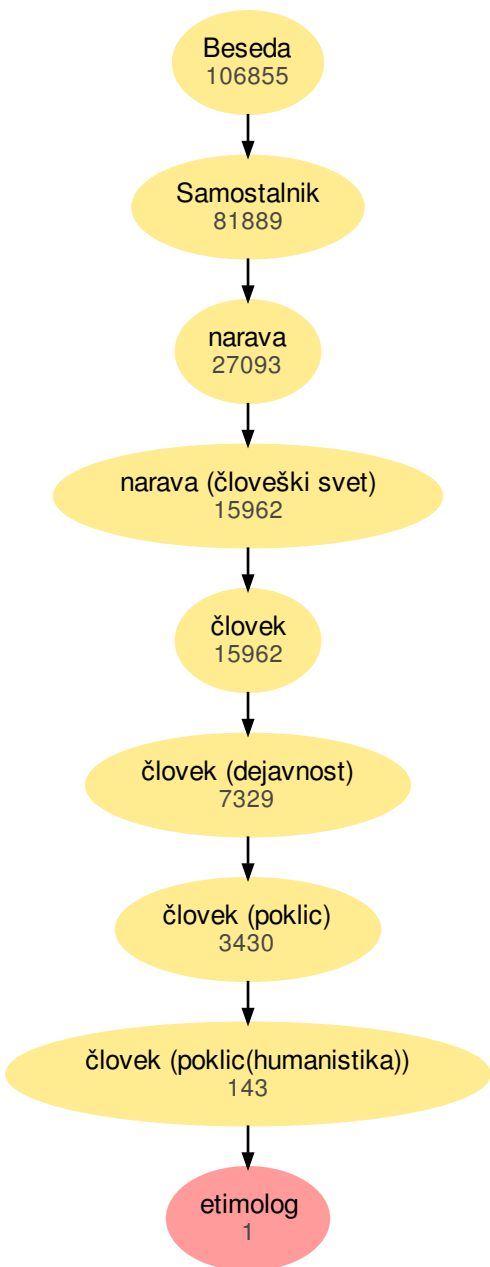 Beseda
106855
Samostalnik
81889
narava
27093
narava (človeški svet)
15962
človek
15962
človek (dejavnost)
7329
človek (poklic)
3430
človek (poklic(humanistika))
143
etimolog
1